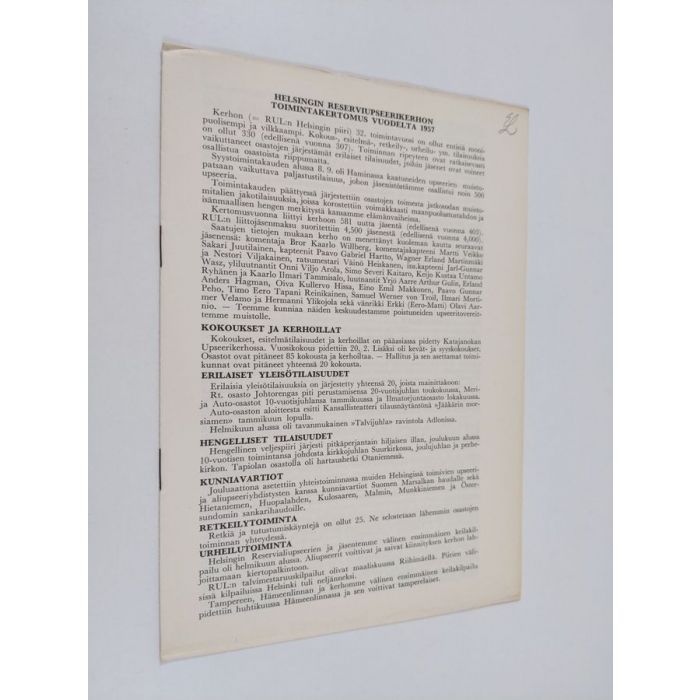 HELSINGIN RESERVIUPSEERIKERHON
TOIMINTAKERTOMUS VUODELTA 1957
Kerhon (= RUL:n Helsingin piiri) 32. toimintavuosi on ollut entisiä moni-
puolisempi ja vilkkaampi. Kokous-, esitelmä-, retkeily-, urheilu- ym. tilaisuuksia
on ollut 330 (edellisenä vuonna 307). Toiminnan ripeyteen ovat ratkaisevasti
vaikuttaneet osastojen järjestämät erilaiset tilaisuudet, joihin jäsenet ovat voineet
osallistua osastoista riippumatta.
Syystoimintakauden alussa 8. 9. oli Haminassa kaatuneiden upseerien muisto-
patsaan vaikuttava paljastustilaisuus, johon jäsenistöstämme osallistui noin 500
upseeria.
Toimintakauden päättyessä järjestettiin osastojen toimesta jatkosodan muisto-
mitalien jakotilaisuuksia, joissa korostettiin voimakkaasti maanpuolustustahdon ja
isänmaallisen hengen merkitystä kansamme elämänvaiheissa.
Kertomusvuonna liittyi kerhoon 581 uutta jäsentä (edellisenä vuonna 403).
RUL:n liittojäsenmaksu suoritettiin 4,500 jäsenestä (edellisenä vuonna 4,000).
Saatujen tietojen mukaan kerho on menettänyt kuoleman kautta seuraavat
jäsensä: komentaja Bror Kaarlo Willberg, komentajakapteeni Martti Veikko
Sakari Juutilainen, kapteenit Paavo Gabriel Hartto, Wagner Erland Martinmäki
ja Nestori Viljakainen, ratsumestari Väinö Heiskanen, ins.kapteeni Jarl-Gunnar
Wasz, yliluutnantit Onni Viljo Arola, Simo Severi Kaitaro, Keijo Kustaa Untamo
Ryhänen ja Kaarlo Ilmari Tammisalo, luutnantit Yrjö Aarre Arthur Gulin, Erland
Anders Hagman, Oiva Kullervo Hissa, Eino Emil Makkonen, Paavo Gunnar
Peho, Timo Eero Tapani Reinikainen, Samuel Werner von Troil, Ilmari Morti-
mer Velamo ja Hermanni Ylikojola sekä vänrikki Erkki (Eero-Matti) Olavi Aar-
nio. — Teemme kunniaa näiden keskuudestamme poistuneiden upseeritovereit-
temme muistolle.
KOKOUKSET JA KERHOILLAT
Kokoukset, esitelmätilaisuudet ja kerhoillat on pääasiassa pidetty Katajanokan
Upseerikerhossa. Vuosikokous pidettiin 20. 2. Lisäksi oli kevät- ja syyskokoukset.
Osastot ovat pitäneet 85 kokousta ja kerhoiltaa. — Hallitus ja sen asettamat toimi-
kunnat ovat pitäneet yhteensä 20 kokousta.
ERILAISET YLEISÖTILAISUUDET
Erilaisia yleisötilaisuuksia on järjestetty yhteensä 20, joista mainittakoon:
Rt. osasto Johtorengas piti perustamisensa 20-vuotisjuhlan toukokuussa, Meri-
ja Auto-osastot 10-vuotisjuhlansa tammikuussa ja Ilmatorjuntaosasto lokakuussa.
Auto-osaston aloitteesta esitti Kansallisteatteri tilausnäytäntönä »Jääkärin mor-
siamen» tammikuun lopulla.
Helmikuun alussa oli tavanmukainen »Talvijuhla» ravintola Adlonissa.
HENGELLISET TILAISUUDET
Hengellinen veljespiiri järjesti pitkäperjantain hiljaisen illan, joulukuun alussa
10-vuotisen toimintansa johdosta kirkkojuhlan Suurkirkossa, joulujuhlan ja perhe-
kirkon. Tapiolan osastolla oli hartaushetki Otaniemessä.
KUNNIAVARTIOT
Jouluaattona asetettiin yhteistoiminnassa muiden Helsingissä toimivien upseeri-
ja aliupseeriyhdistysten kanssa kunniavartiot Suomen Marsalkan haudalle sekä
Hietaniemen, Huopalahden, Kulosaaren, Malmin, Munkkiniemen ja Öster-
sundomin sankarihaudoille.
RETKEILYTOIMINTA
Retkiä ja tutustumiskäyntejä on ollut 25. Ne selostetaan lähemmin osastojen
toiminnan yhteydessä.
URHEILUTOIMINTA
Helsingin Reservialiupseerien ja jäsentemme välinen ensimmäinen keilakil-
pailu oli helmikuun alussa. Aliupseerit voittivat ja saivat kiinnityksen kerhon lah-
joittamaan kiertopalkintoon.
RUL:n talvimestaruuskilpailut olivat maaliskuussa Riihimäellä. Piirien väli-
sissä kilpailuissa Helsinki tuli neljänneksi.
Tampereen, Hämeenlinnan ja kerhomme välinen ensimmäinen keilakilpailu
pidettiin huhtikuussa Hämeenlinnassa ja sen voittivat tamperelaiset.